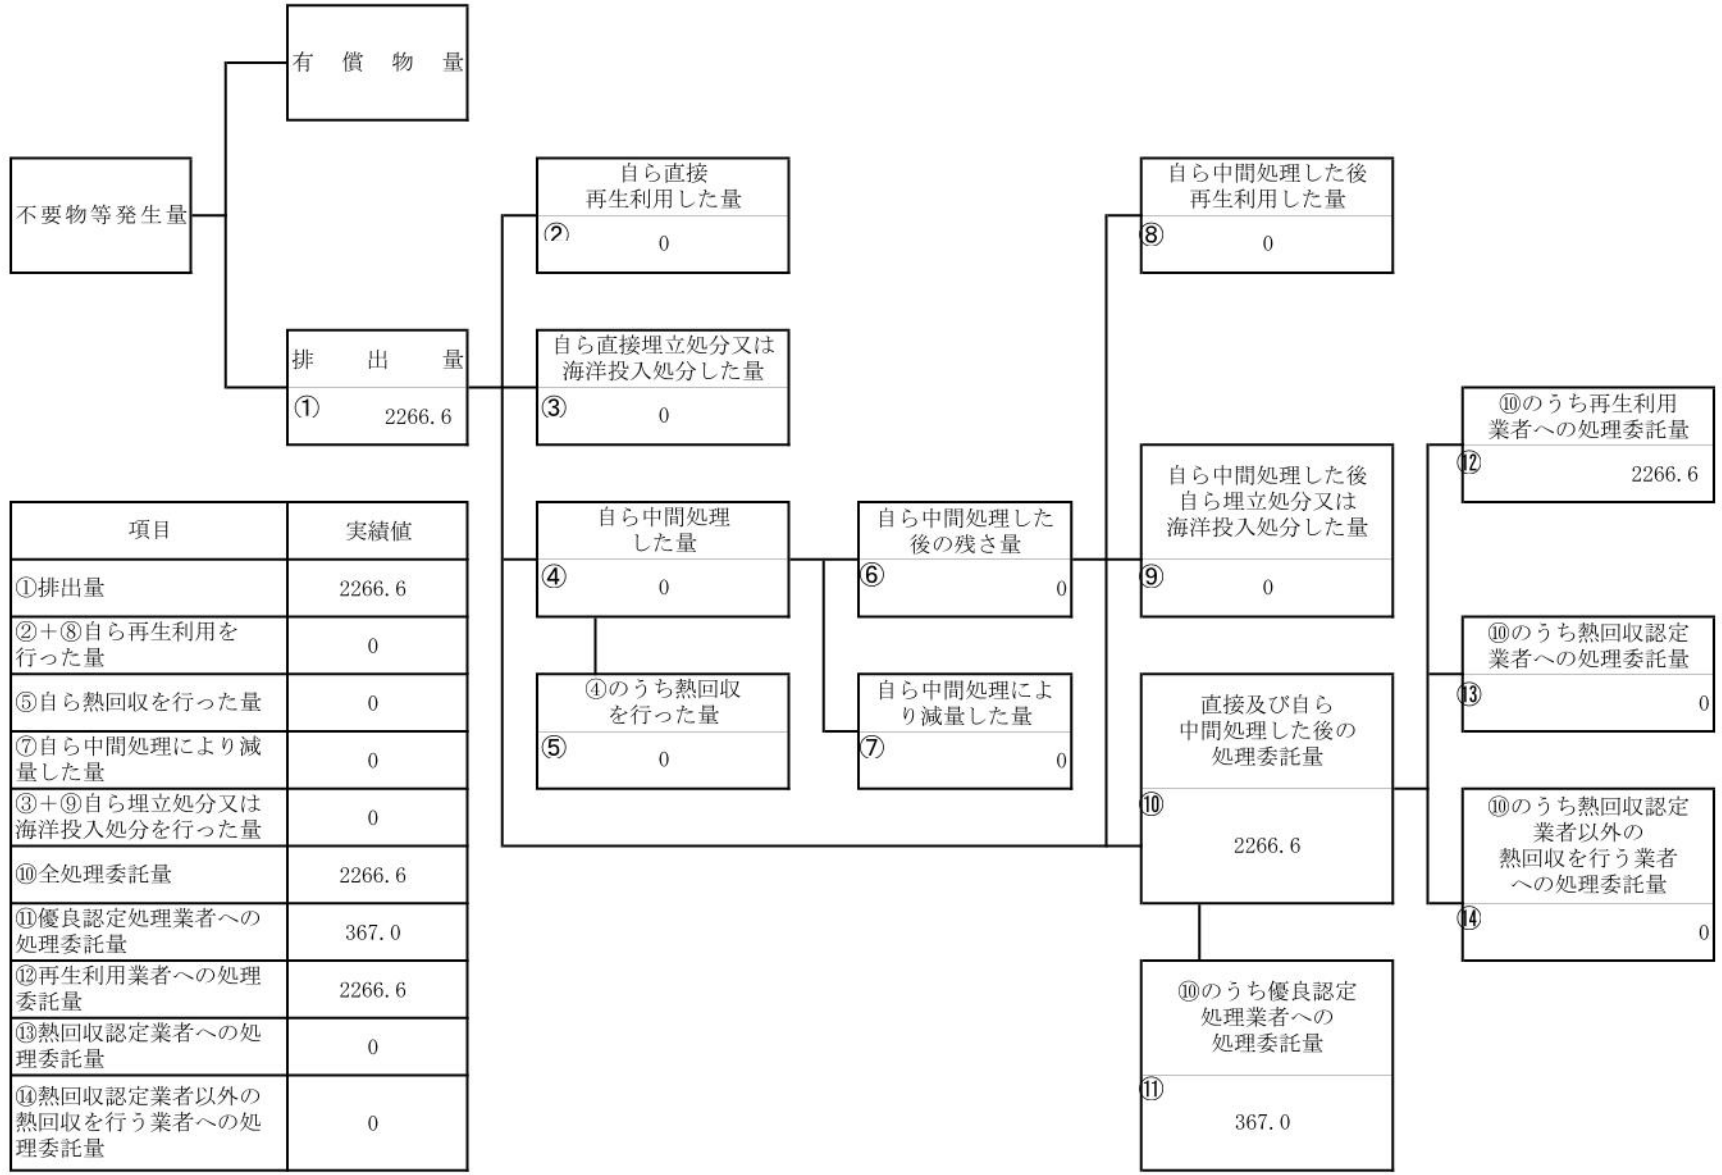 有償物量
不要物等発生量
排出量
①
2266.6
自ら直接
再生利用した量
②
0
自ら直接埋立処分又は
海洋投入処分した量
③
0
自ら中間処理
した量
④
0
④のうち熱回収
を行った量
⑤
0
自ら中間処理した
後の残さ量
⑥
0
自ら中間処理によ
り減量した量
⑦
0
自ら中間処理した後
再生利用した量
⑧
0
自ら中間処理した後
自ら埋立処分又は
海洋投入処分した量
⑨
0
直接及び自ら
中間処理した後の
処理委託量
⑩
2266.6
⑩のうち優良認定
処理業者への
処理委託量
⑪
367.0
⑩のうち再生利用
業者への処理委託量
⑫
2266.6
⑩のうち熱回収認定
業者への処理委託量
⑬
0
⑩のうち熱回収認定
業者以外の
熱回収を行う業者
への処理委託量
⑭
0
項目 実績値
①排出量 2266.6
②+⑧自ら再生利用を
行った量
0
⑤自ら熱回収を行った量 0
⑦自ら中間処理により減
量した量
0
③+⑨自ら埋立処分又は
海洋投入処分を行った量
0
⑩全処理委託量 2266.6
⑪優良認定処理業者への
処理委託量
367.0
⑫再生利用業者への処理
委託量
2266.6
⑬熱回収認定業者への処
理委託量
0
⑭熱回収認定業者以外の
熱回収を行う業者への処
理委託量
0